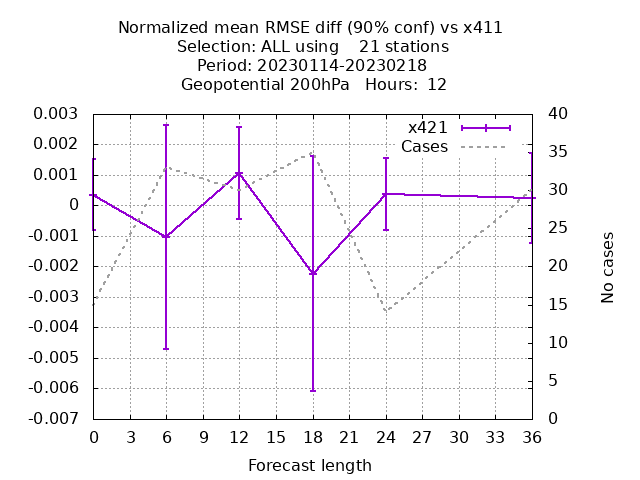 Normalized mean RMSE diff (90% conf) vs x411
Selection: ALL using    21 stations
Period: 20230114-20230218
Geopotential 200hPa   Hours:  12
0.003
0.002
0.001
0
-0.001
-0.002
-0.003
-0.004
-0.005
-0.006
-0.007
x421
Cases
40
35
30
25
20
15
10
5
0
No cases
0 3 6 9 12 15 18 21 24 27 30 33 36
Forecast length